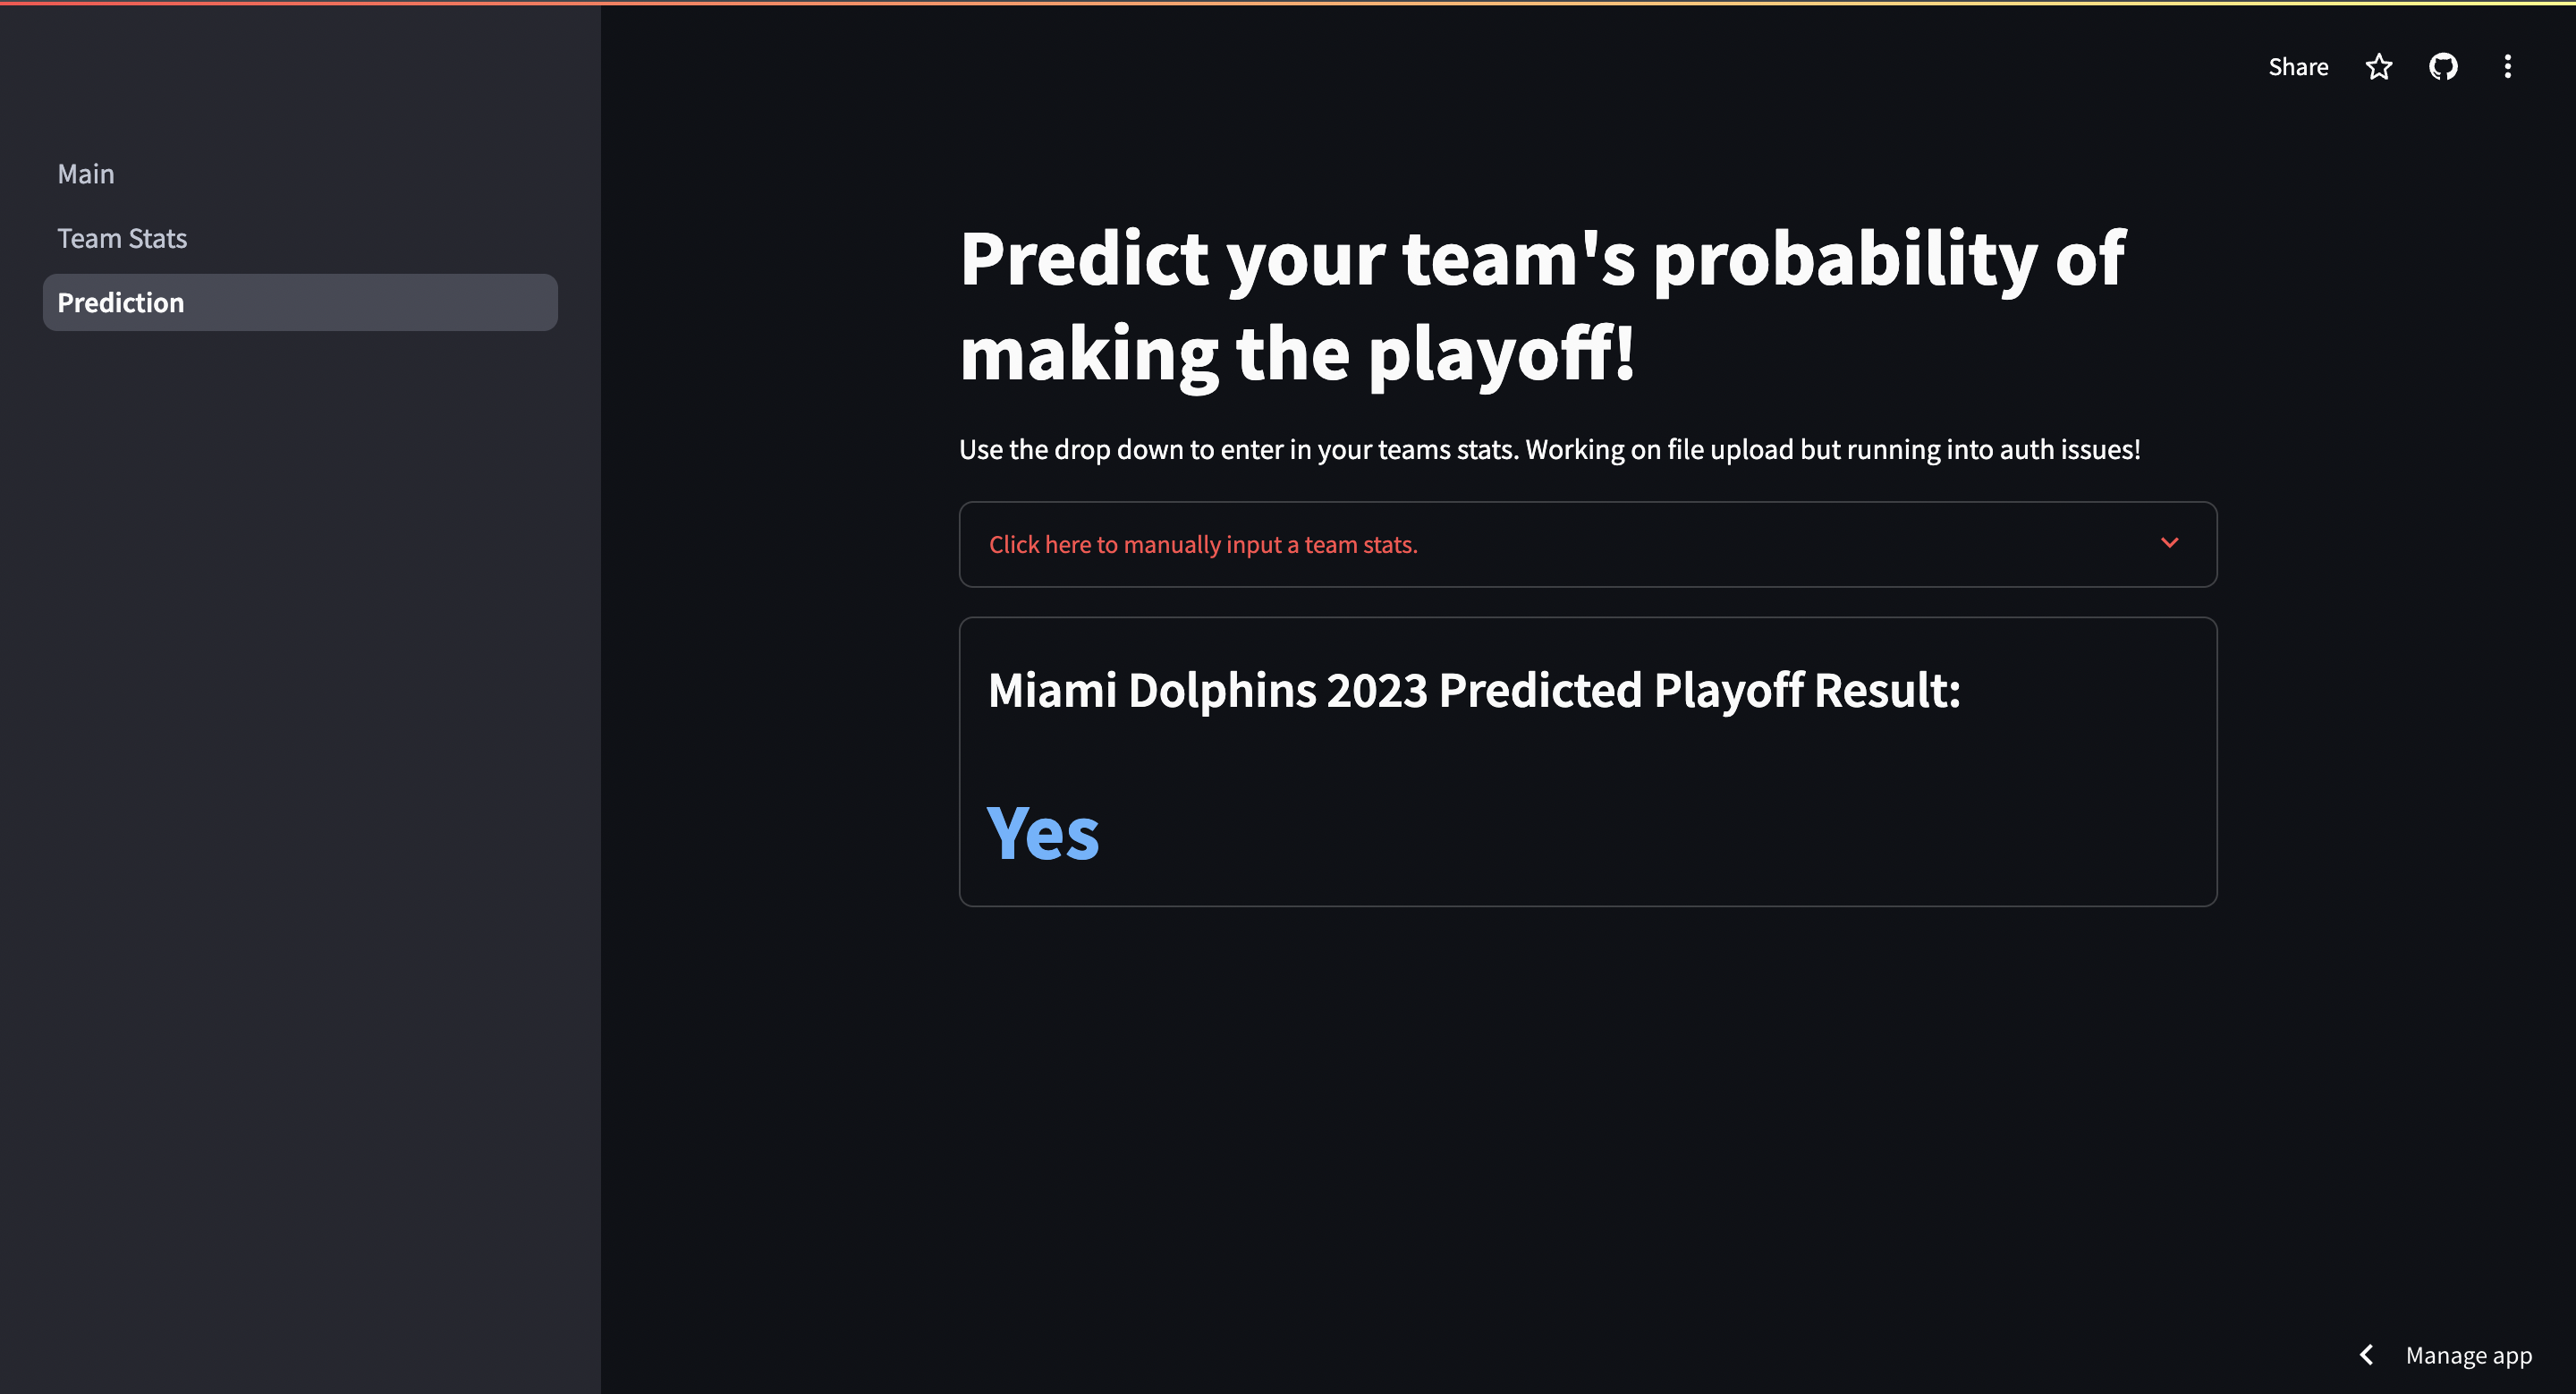 Share
Main
Team Stats
Prediction
Predict your team's probability of
making the playoff!
Use the drop down to enter in your teams stats. Working on file upload but running into auth issues!
Click here to manually input a team stats.
Miami Dolphins 2023 Predicted Playoff Result:
Yes
Manage app